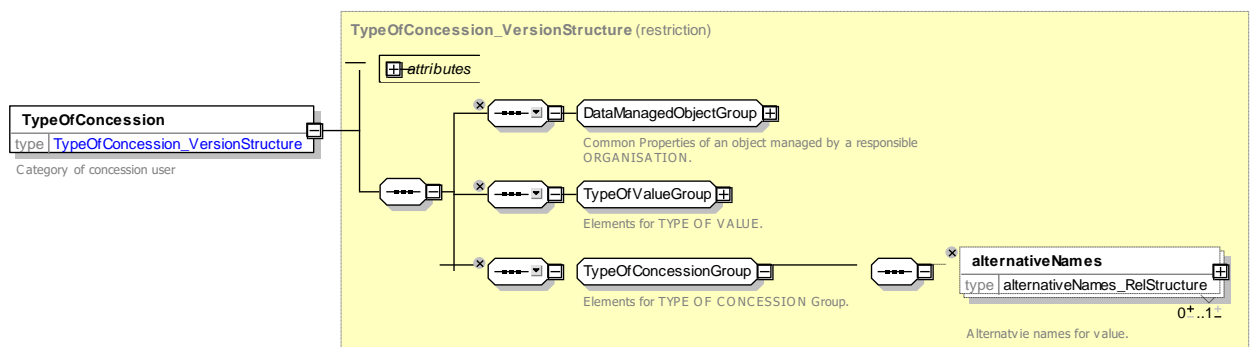 TypeOfConcession_VersionStructure (restriction)
attributes
TypeOfConcession
type TypeOfConcession_VersionStructure
Category of concession user
DataManagedObjectGroup
Common Properties of an object managed by a responsible
ORGANISATION.
TypeOfValueGroup
Elements for TYPE OF VALUE.
TypeOfConcessionGroup
Elements for TYPE OF CONCESSION Group.
alternativeNames
type alternativeNames_RelStructure
0..1
Alternatvie names for value.